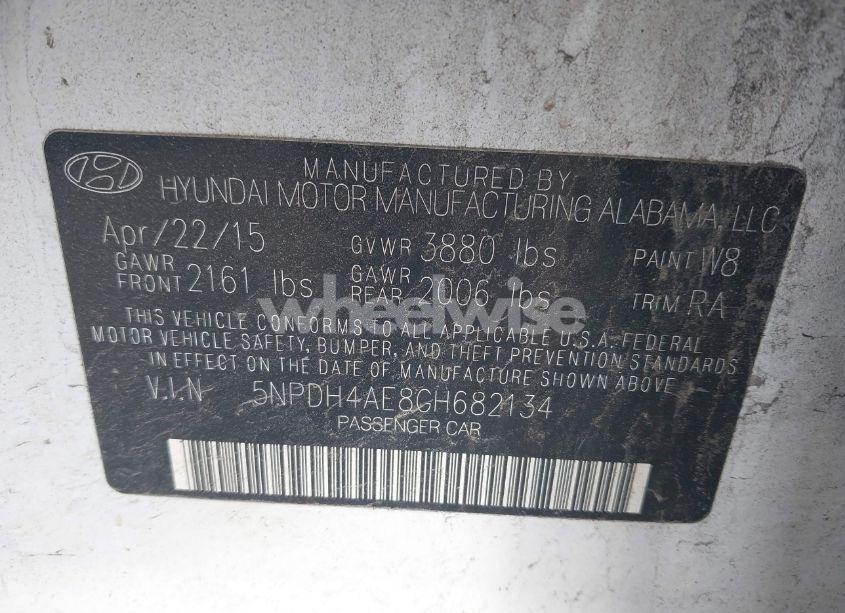 MANUFACTURED BY
HYUNDAI MOTOR MANUFACTURING ALABAMA, LLC
Apr/22/15 GVWR 3880 lbs PAINT W8
GAWR FRONT 2161 lbs GAWR REAR 2006 lbs TRIM RA
wheelwise
THIS VEHICLE CONFORMS TO ALL APPLICABLE U.S.A. FEDERAL
MOTOR VEHICLE SAFETY, BUMPER, AND THEFT PREVENTION STANDARDS
IN EFFECT ON THE DATE OF MANUFACTURE SHOWN ABOVE
V.I.N 5NPDH4AE8GH682134
PASSENGER CAR